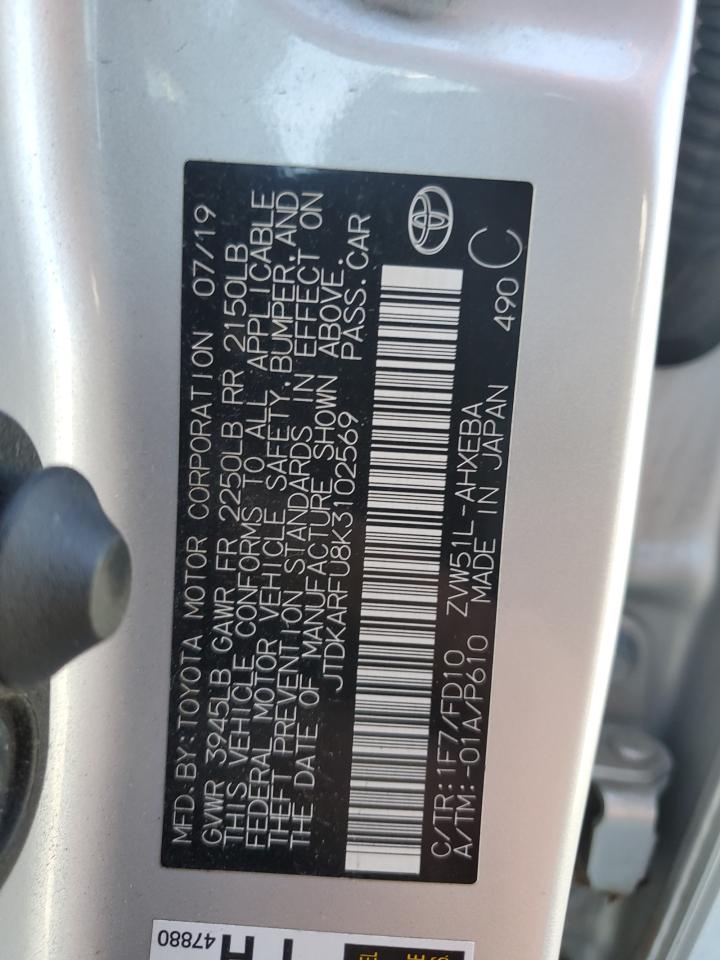 MFD.BY:TOYOTA MOTOR CORPORATION 07/19
GVWR 3945LB GAWR FR 2250LB RR 2150LB
THIS VEHICLE CONFORMS TO ALL APPLICABLE
FEDERAL MOTOR VEHICLE SAFETY,BUMPER,AND
THEFT PREVENTION STANDARDS IN EFFECT ON
THE DATE OF MANUFACTURE SHOWN ABOVE.
JTDKARFU8K3102569 PASS.CAR
C/TR:1F7/FD10 ZVW51L-AHXEBA
A/TM:-01A/P610 MADE IN JAPAN 490 C
47880